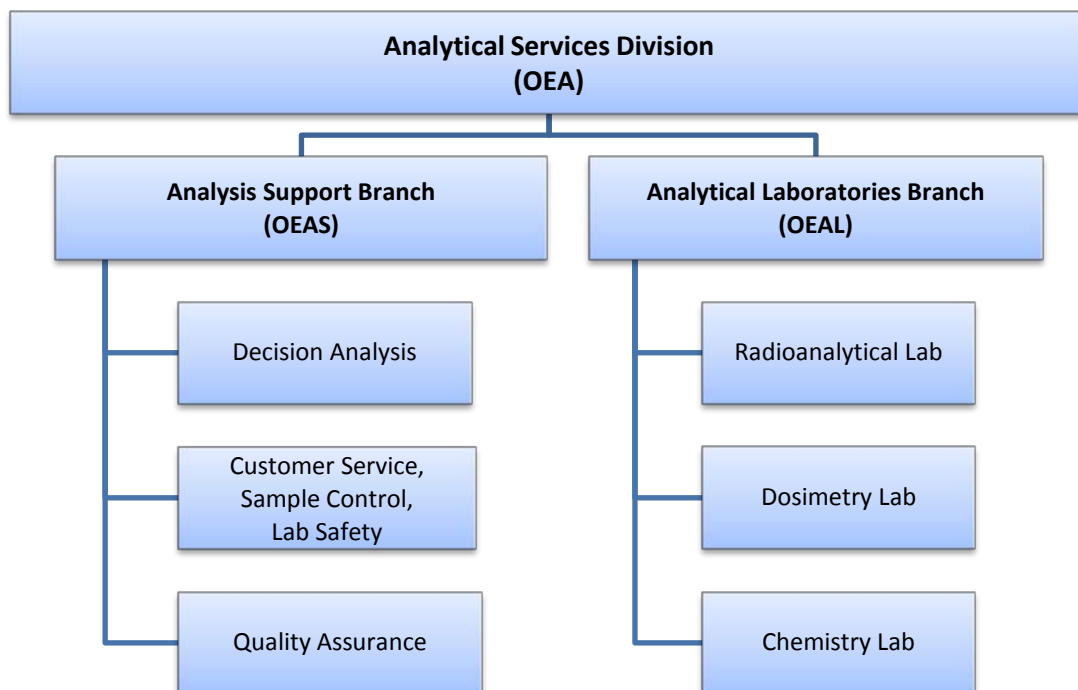 Analytical Services Division
(OEA)
Analysis Support Branch
(OEAS)
Analytical Laboratories Branch
(OEAL)
Decision Analysis
Radioanalytical Lab
Customer Service,
Sample Control,
Lab Safety
Dosimetry Lab
Quality Assurance
Chemistry Lab